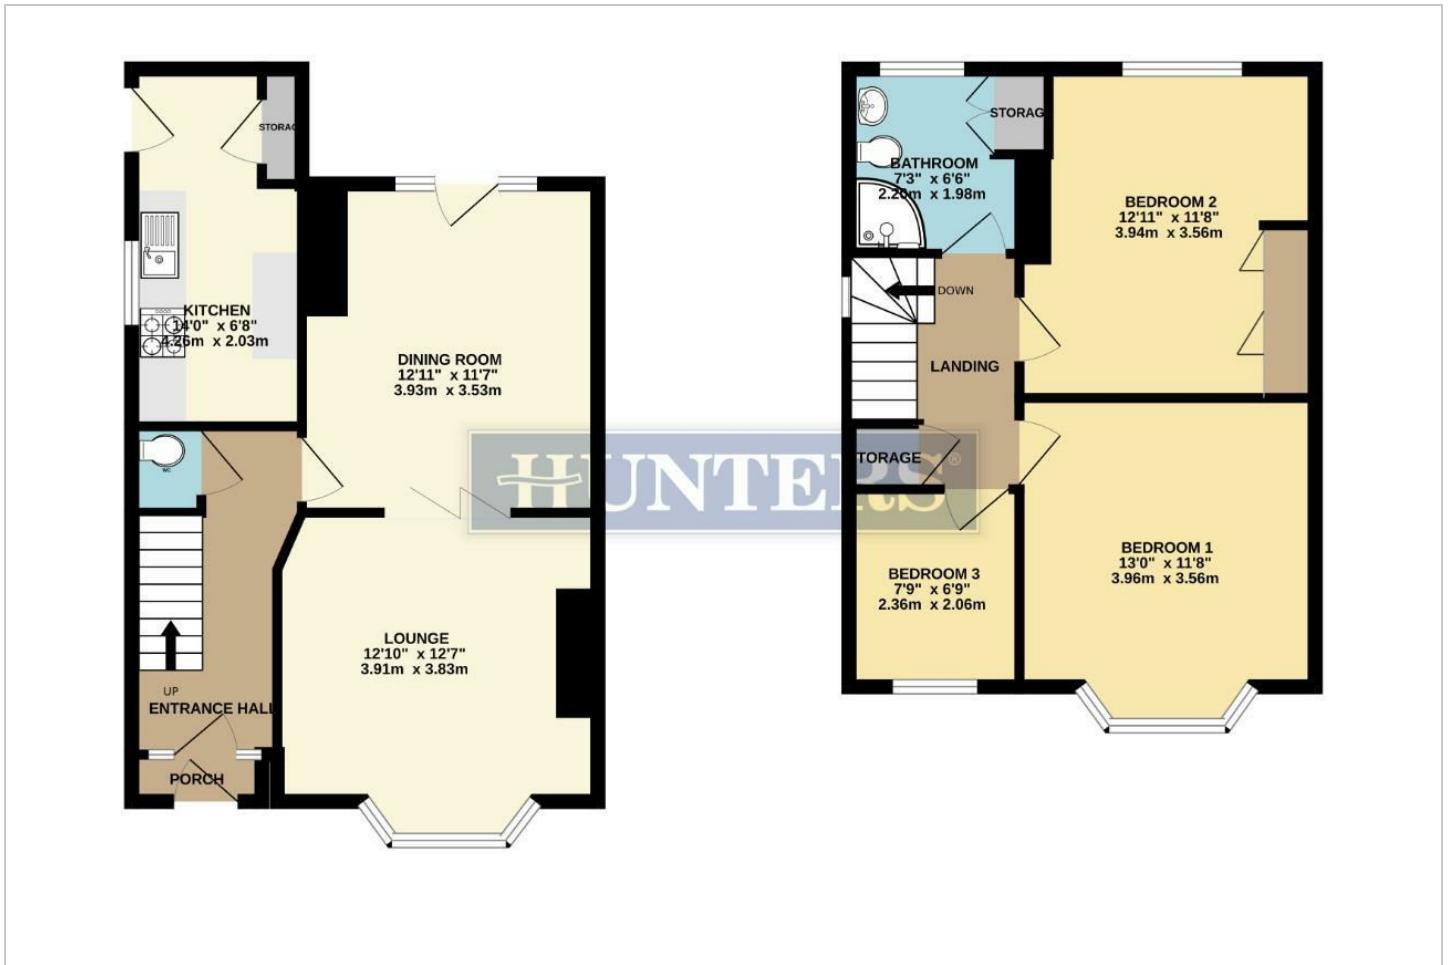 STORAG
KITCHEN
14'0" x 6'8"
4.26m x 2.03m
DINING ROOM
12'11" x 11'7"
3.93m x 3.53m
WC
LOUNGE
12'10" x 12'7"
3.91m x 3.83m
UP
ENTRANCE HALL
PORCH
HUNTERS®
STORAG
BATHROOM
7'3" x 6'6"
2.20m x 1.98m
BEDROOM 2
12'11" x 11'8"
3.94m x 3.56m
DOWN
LANDING
TORAGE
BEDROOM 1
13'0" x 11'8"
3.96m x 3.56m
BEDROOM 3
7'9" x 6'9"
2.36m x 2.06m